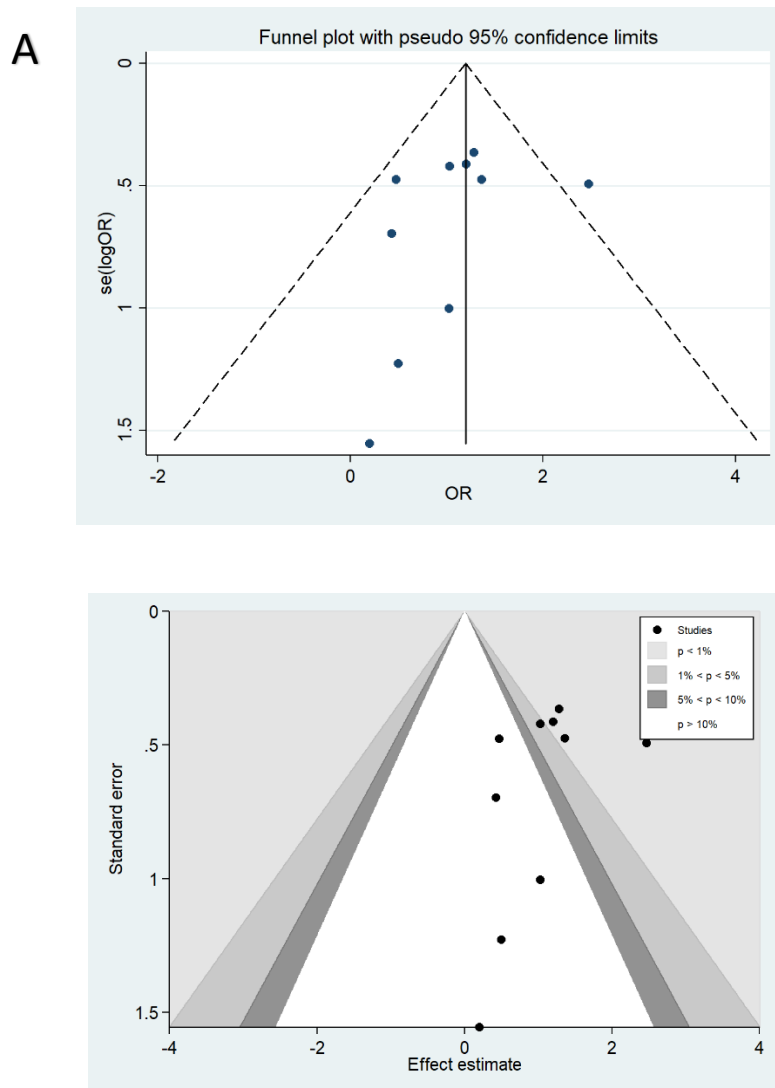 A
Funnel plot with pseudo 95% confidence limits
0
.5
1
1.5
se(logOR)
-2
0
2
4
OR
0
.5
1
1.5
Standard error
Studies
p < 1%
1% < p < 5%
5% < p < 10%
p > 10%
-4
-2
0
2
4
Effect estimate